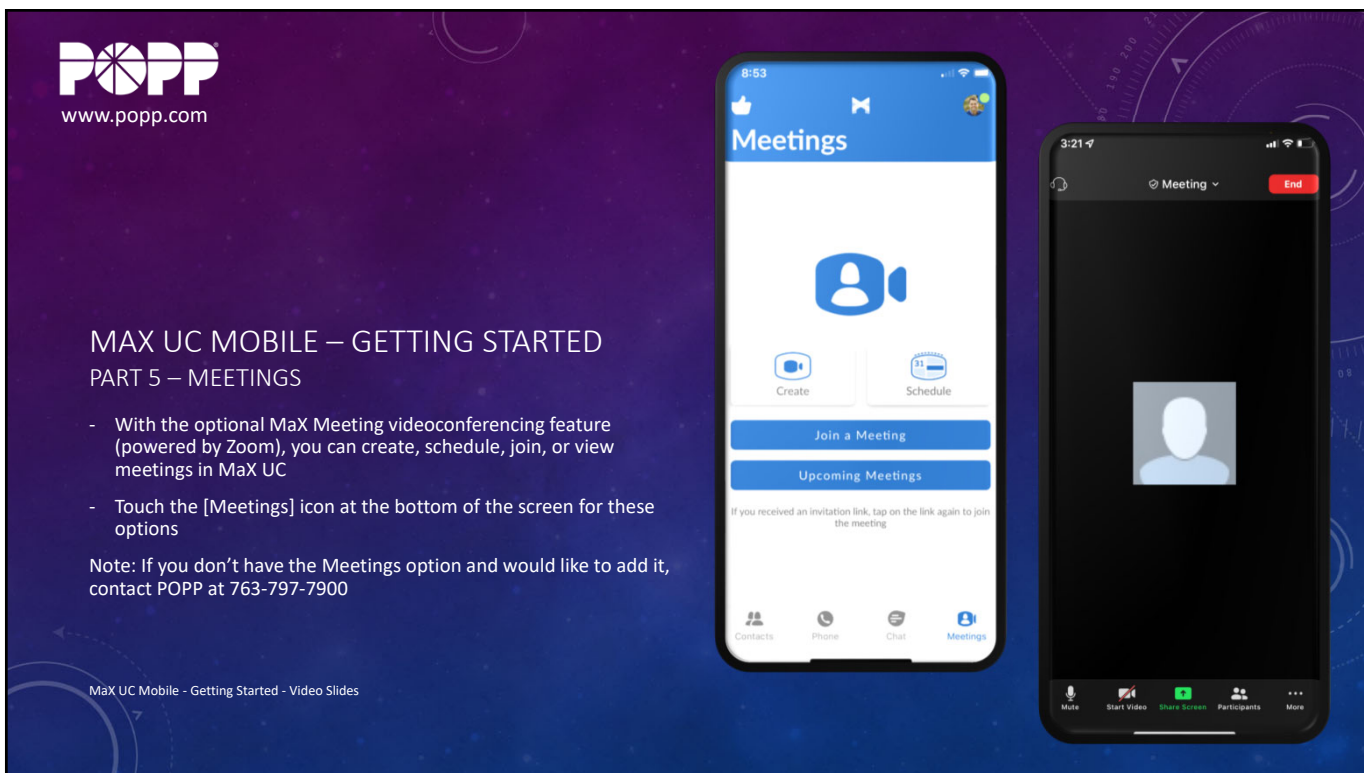 POPP
www.popp.com
MAX UC MOBILE – GETTING STARTED
PART 5 – MEETINGS
- With the optional MaX Meeting videoconferencing feature
(powered by Zoom), you can create, schedule, join, or view
meetings in MaX UC
- Touch the [Meetings] icon at the bottom of the screen for these
options
Note: If you don’t have the Meetings option and would like to add it,
contact POPP at 763-797-7900
MaX UC Mobile - Getting Started - Video Slides
8:53
Meetings
31
Create
Schedule
Join a Meeting
Upcoming Meetings
If you received an invitation link, tap on the link again to join
the meeting
Contacts
Phone
Chat
Meetings
3:21
Meeting
End
Mute
Start Video
Share Screen
Participants
More
190 200